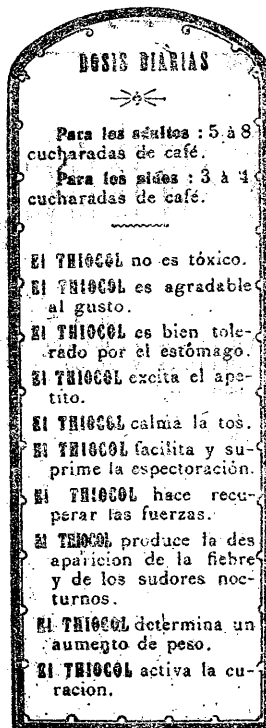 DOSIS DIÀRIAS
Para los adultos : 5 à 8
cucharadas de café.
Para los niños : 3 à 4
cucharadas de café.
El THIOCOL no es tóxico.
El THIOCOL es agradable
al gusto.
El THIOCOL es bien tole-
rado por el estómago.
El THIOCOL excita el ape-
tito.
El THIOCOL calma la tos.
El THIOCOL facilita y su-
prime la espectoración.
El THIOCOL hace recu-
perar las fuerzas.
El THIOCOL produce la des
aparicion de la fiebre
y de los sudores noc-
turnos.
El THIOCOL determina un
aumento de peso.
El THIOCOL activa la cu-
racion.